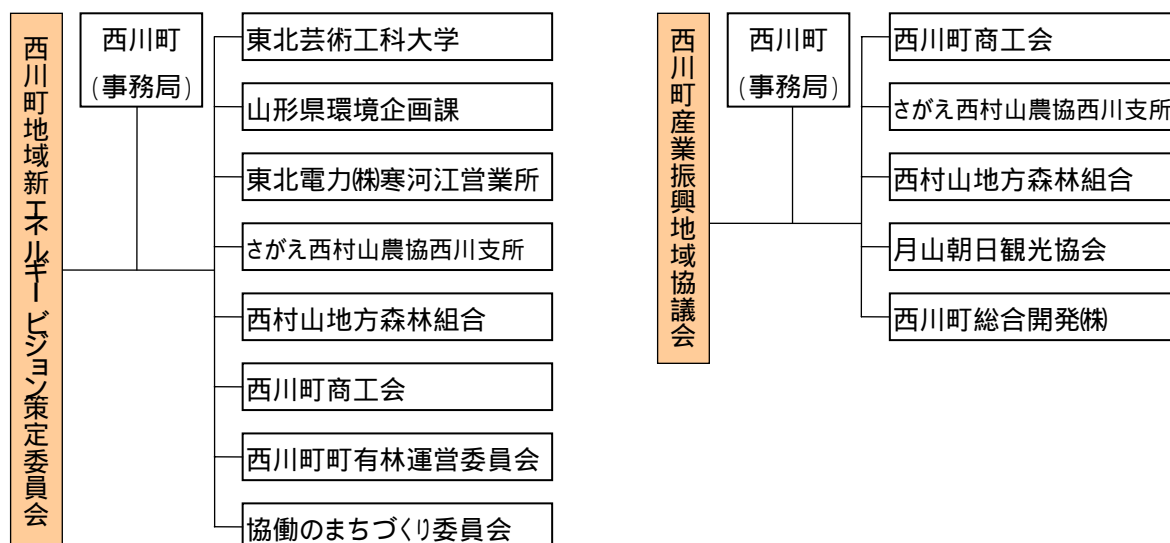 西川町地域新エネルギービジョン策定委員会
西川町
(事務局)
東北芸術工科大学
山形県環境企画課
東北電力㈱寒河江営業所
さがえ西村山農協西川支所
西村山地方森林組合
西川町商工会
西川町町有林運営委員会
協働のまちづくり委員会
西川町産業振興地域協議会
西川町
(事務局)
西川町商工会
さがえ西村山農協西川支所
西村山地方森林組合
月山朝日観光協会
西川町総合開発㈱